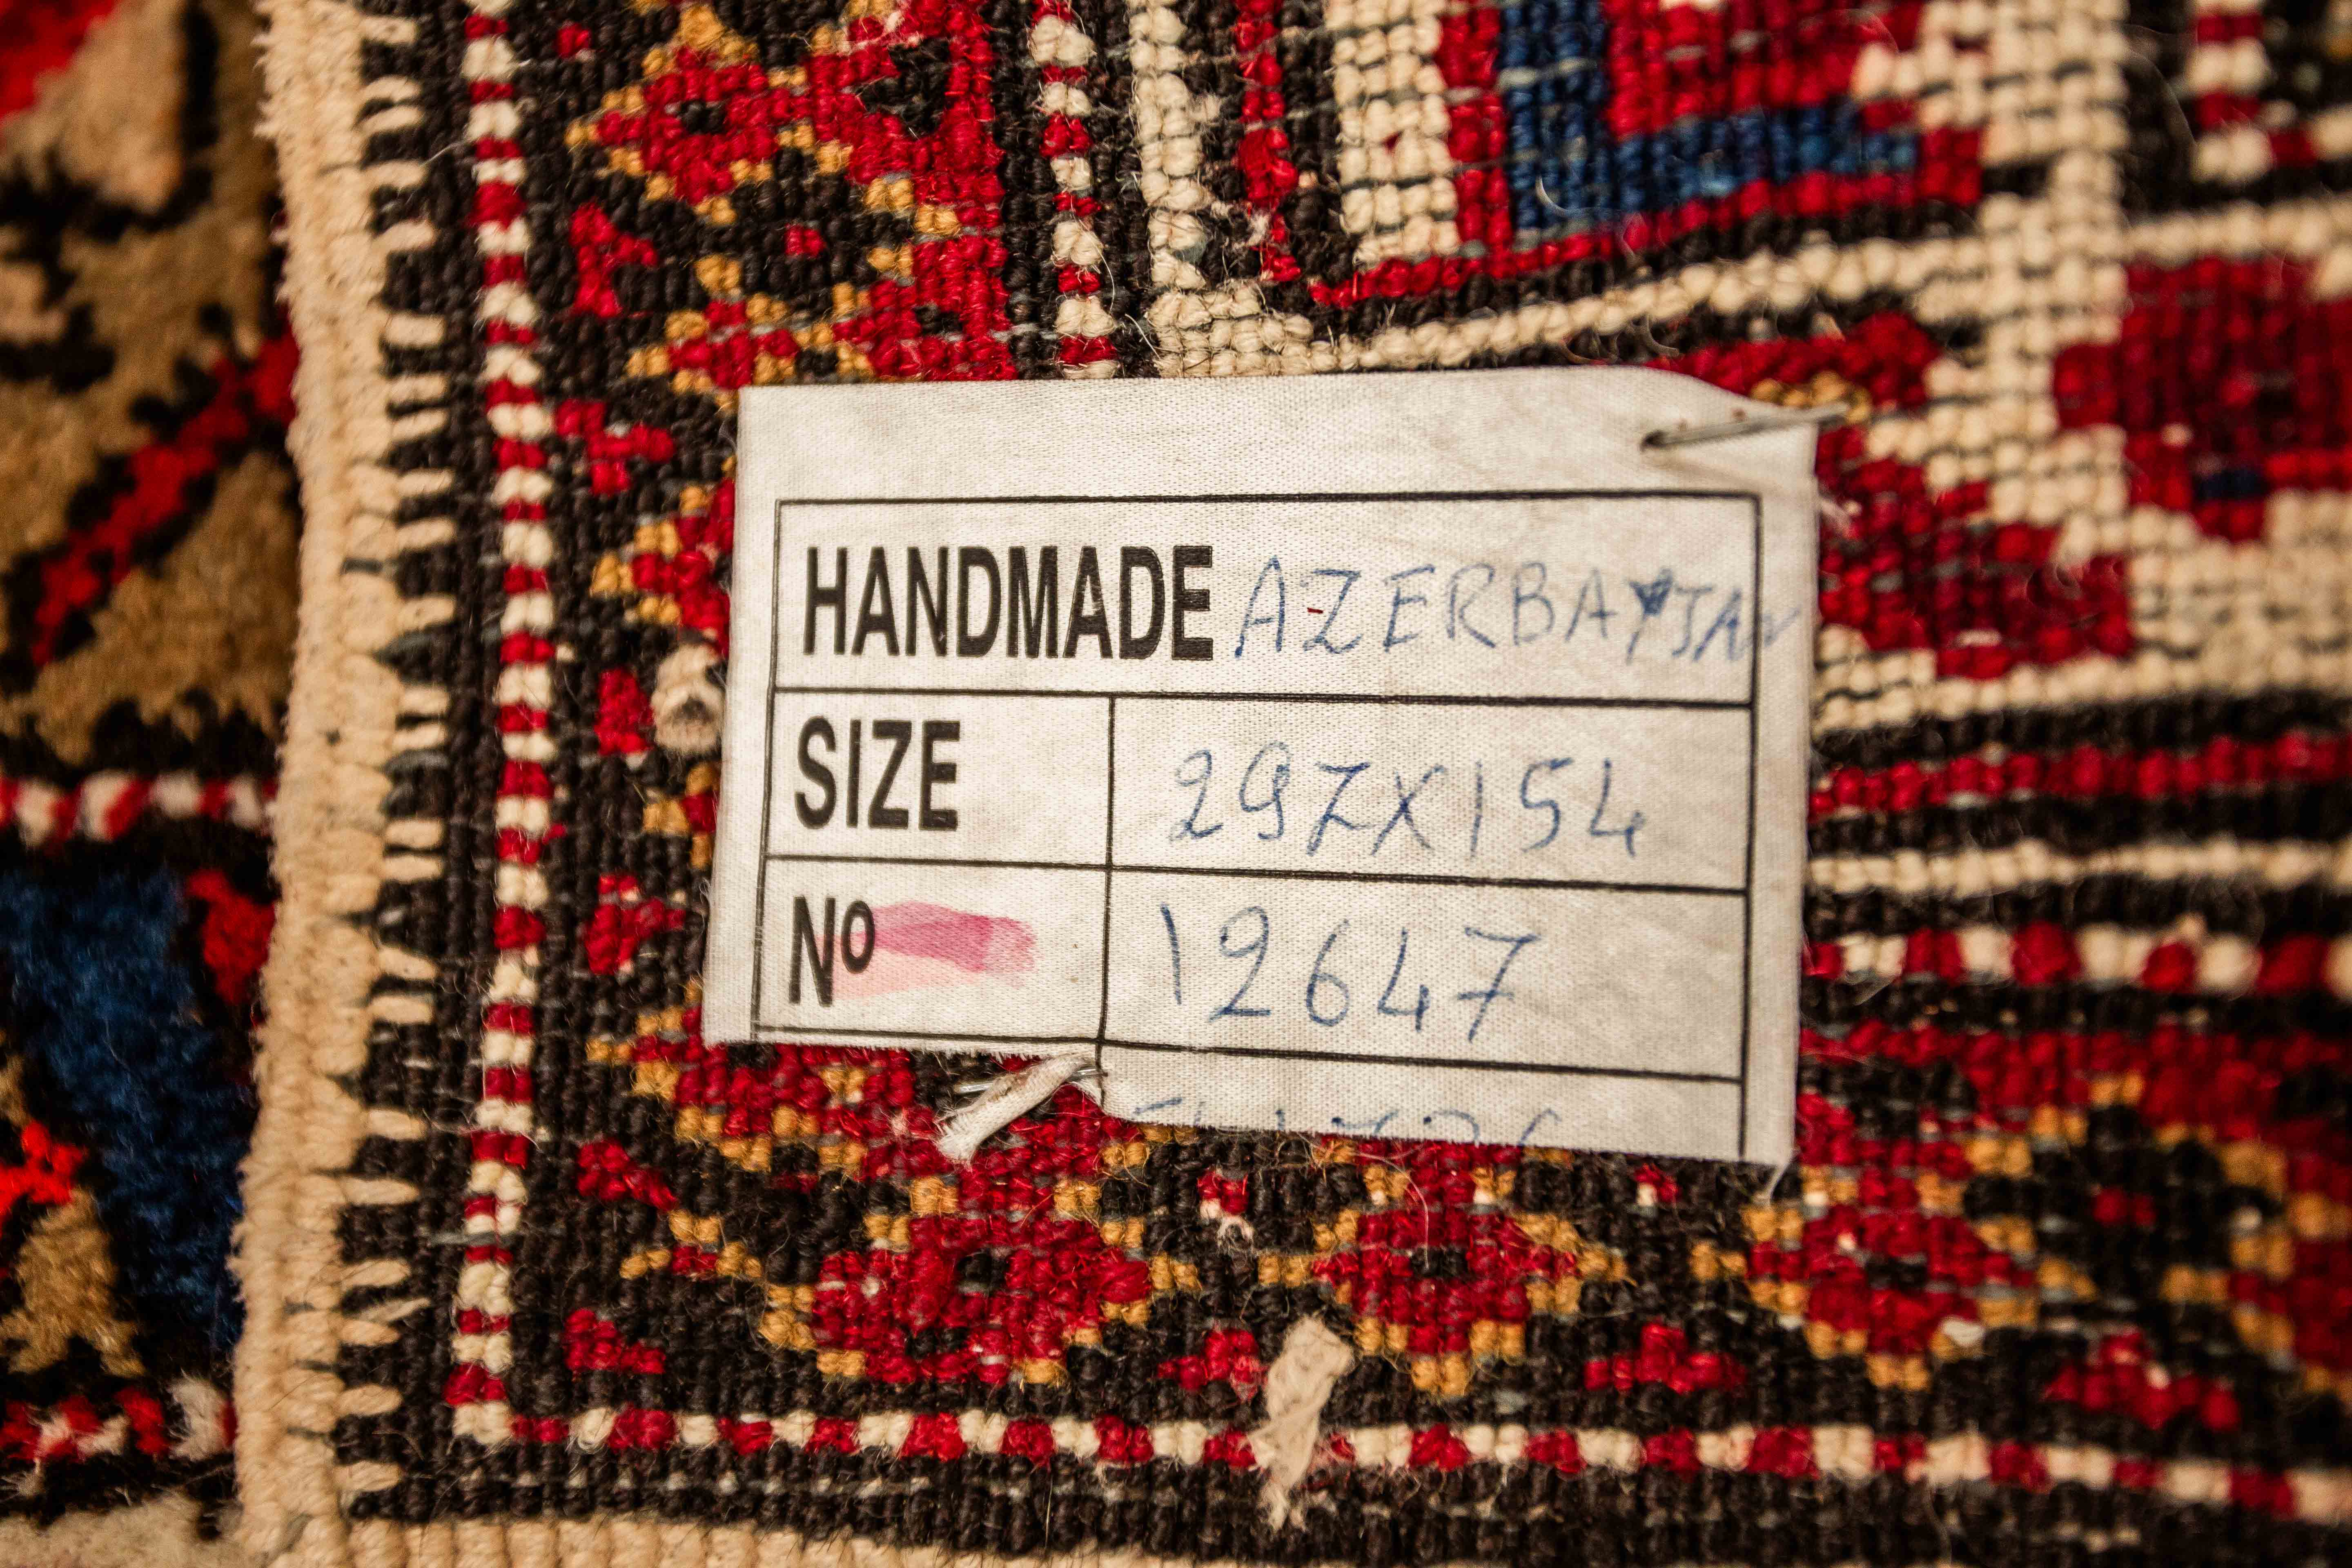 HANDMADE AZERBAYJAN
SIZE 297X154
Nº 12647